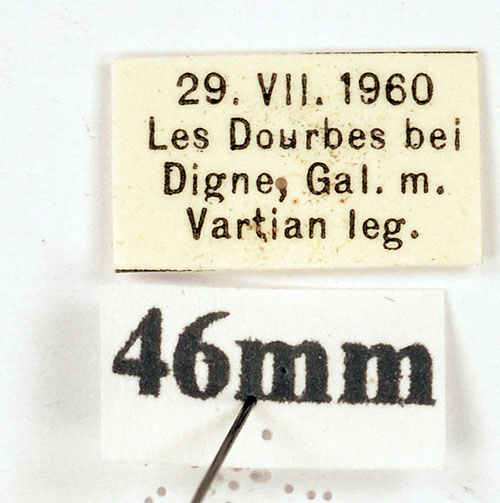 29. VII. 1960
Les Dourbes bei
Digne, Gal. m.
Vartian leg.
46mm